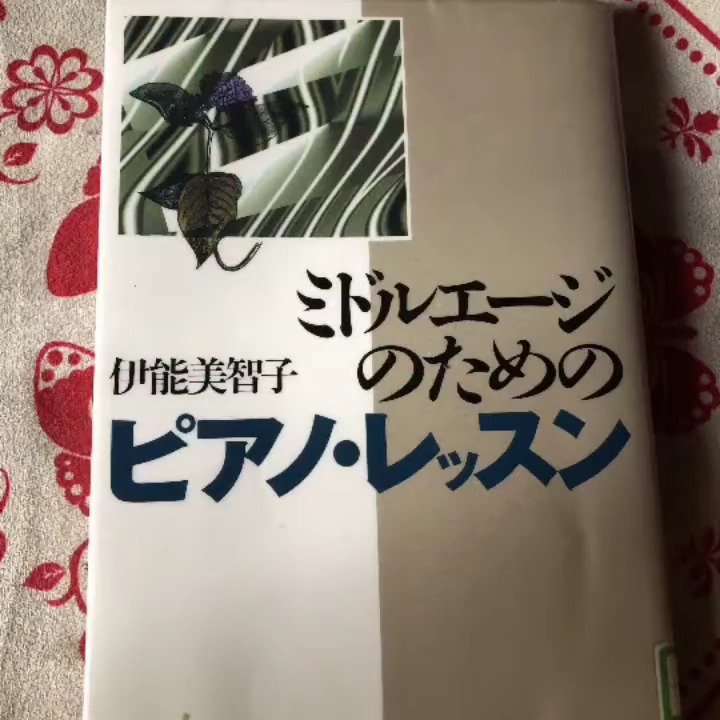 ミドルエージ
のための
伊能美智子
ピアノ・レッスン